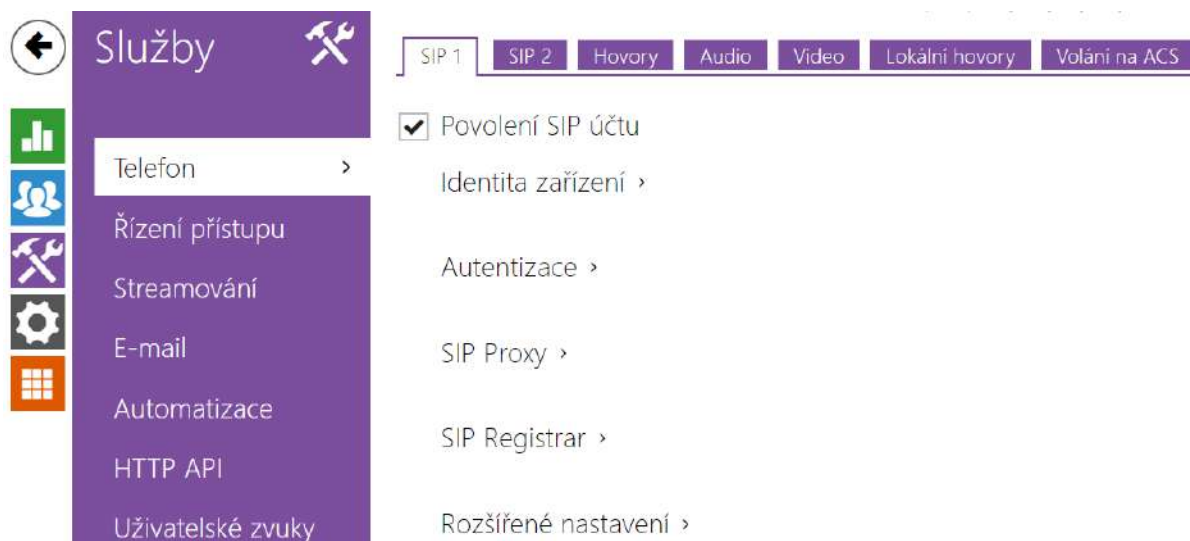 Služby
SIP 1 SIP 2 Hovory Audio Video Lokální hovory Volání na ACS
Povolení SIP účtu
Telefon
Identita zařízení
Řízení přístupu
Autentizace
Streamování
E-mail
SIP Proxy
Automatizace
SIP Registrar
HTTP API
Uživatelské zvuky
Rozšířené nastavení